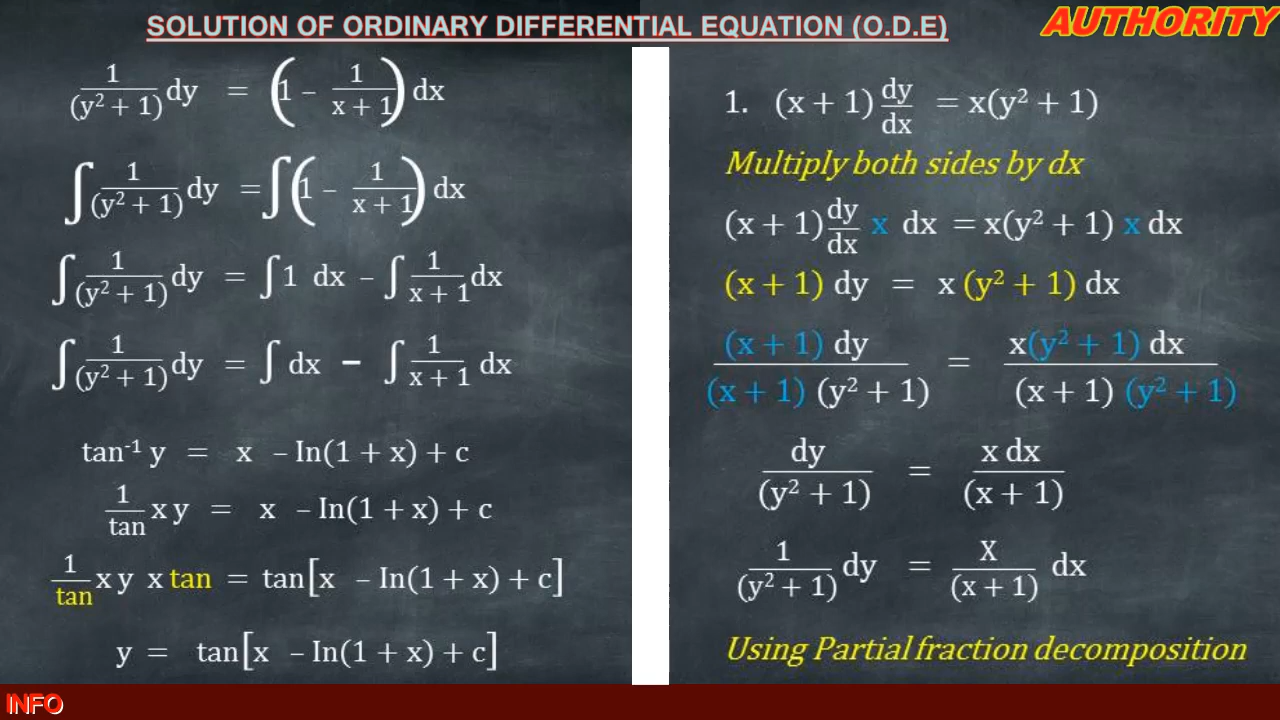 SOLUTION OF ORDINARY DIFFERENTIAL EQUATION (O.D.E)
AUTHORITY
1/(y² + 1) dy = (1 – 1/(x + 1)) dx
∫ 1/(y² + 1) dy = ∫(1 – 1/(x + 1)) dx
∫ 1/(y² + 1) dy = ∫ 1 dx – ∫ 1/(x + 1) dx
∫ 1/(y² + 1) dy = ∫ dx – ∫ 1/(x + 1) dx
tan⁻¹ y = x – In(1 + x) + c
1/tan x y = x – In(1 + x) + c
1/tan x y x tan = tan[x – In(1 + x) + c]
y = tan[x – In(1 + x) + c]
1. (x + 1) dy/dx = x(y² + 1)
Multiply both sides by dx
(x + 1) dy/dx x dx = x(y² + 1) x dx
(x + 1) dy = x (y² + 1) dx
(x + 1) dy/(x + 1) (y² + 1) = x(y² + 1) dx/(x + 1) (y² + 1)
dy/(y² + 1) = x dx/(x + 1)
1/(y² + 1) dy = X/(x + 1) dx
Using Partial fraction decomposition
INFO